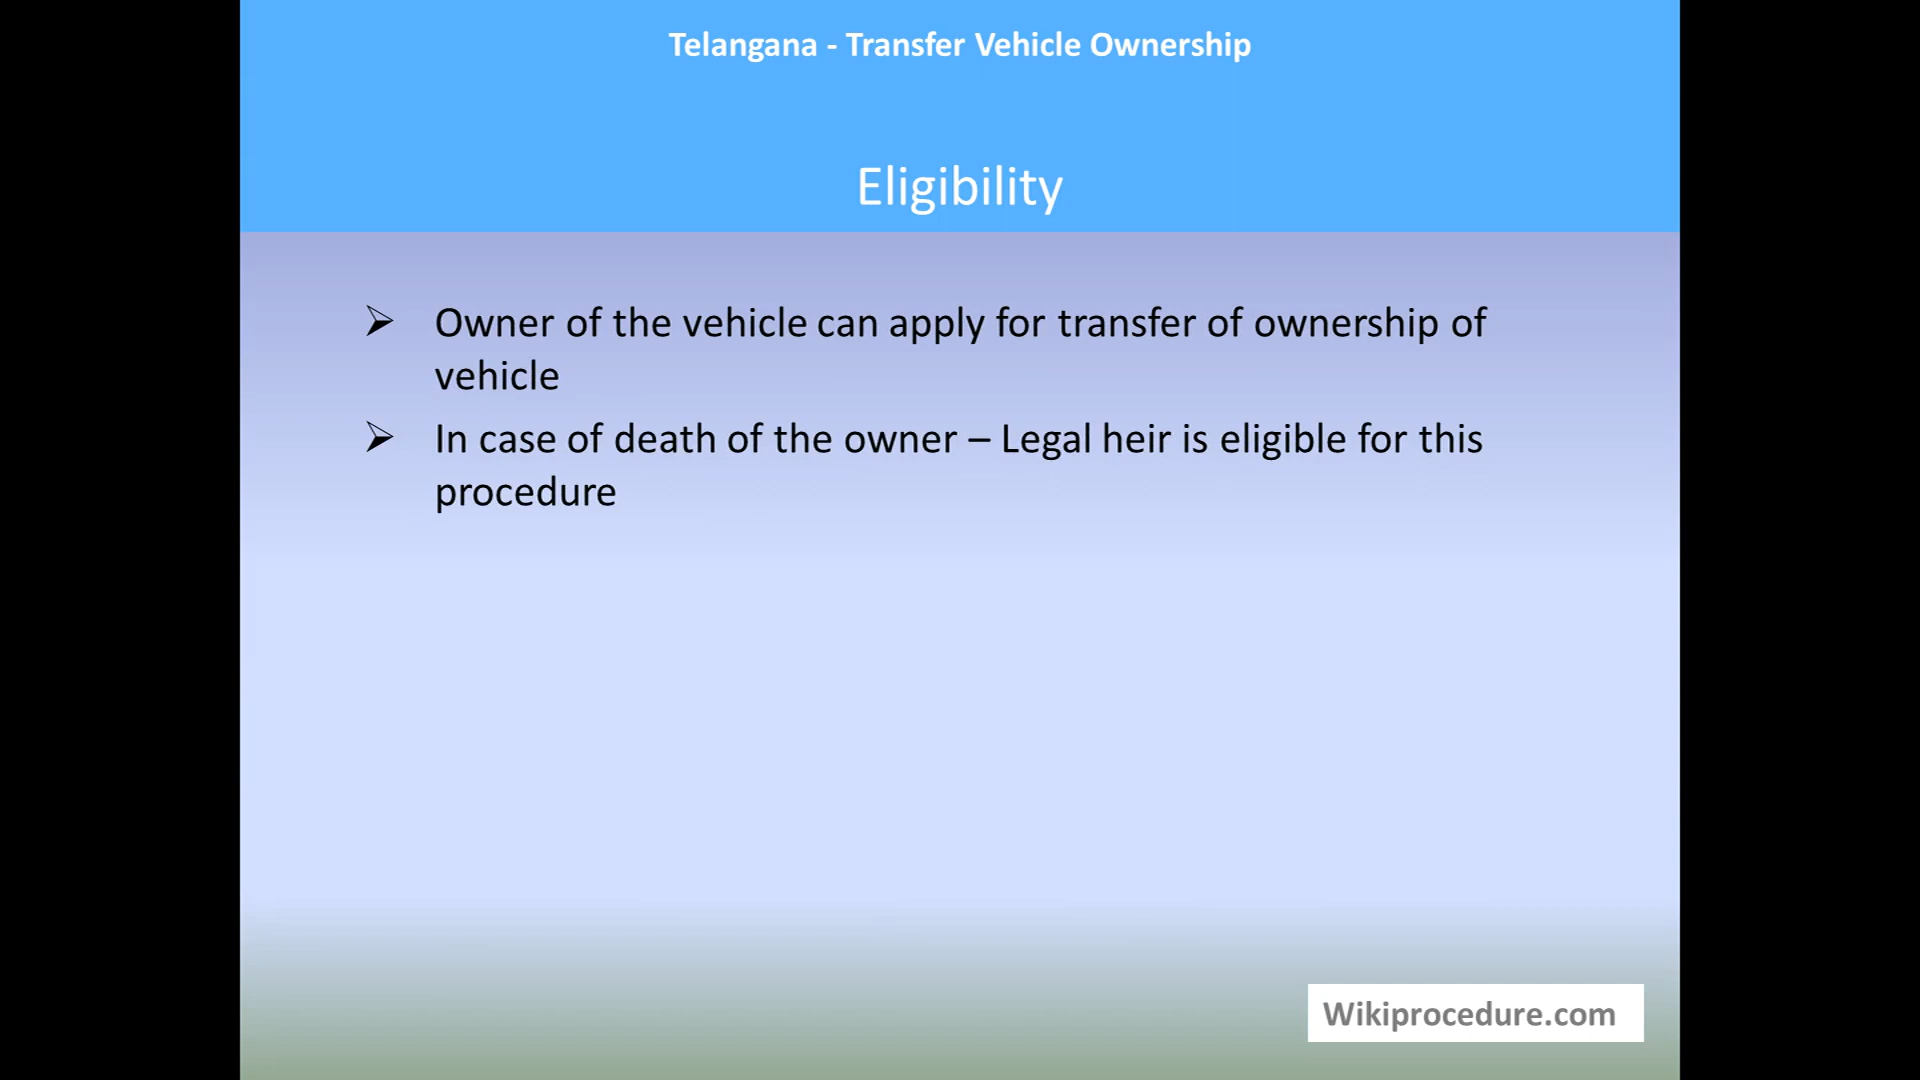 Telangana - Transfer Vehicle Ownership
Eligibility
➢ Owner of the vehicle can apply for transfer of ownership of
vehicle
➢ In case of death of the owner – Legal heir is eligible for this
procedure
Wikiprocedure.com